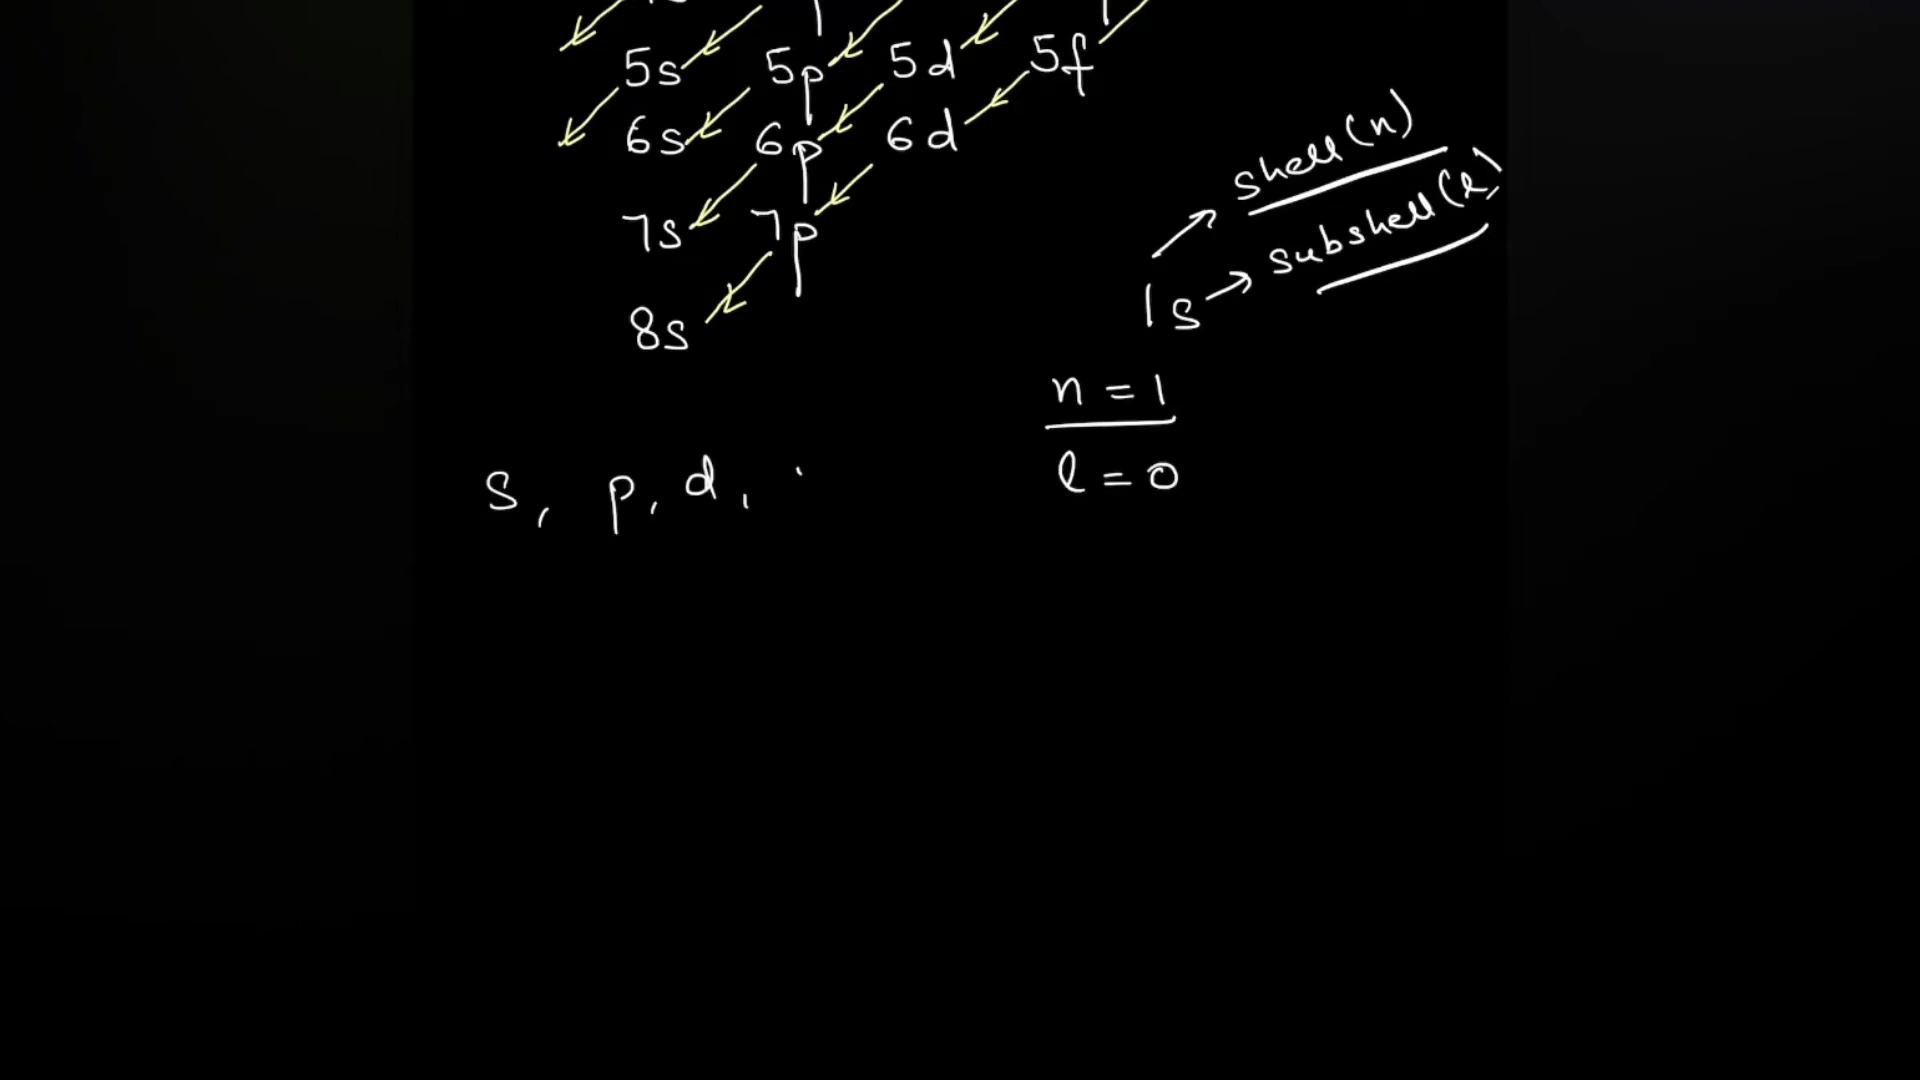 5s 5p 5d 5f
6s 6p 6d
7s 7p
8s
shell (n)
subshell (l)
1s
n = 1
l = 0
s, p, d,